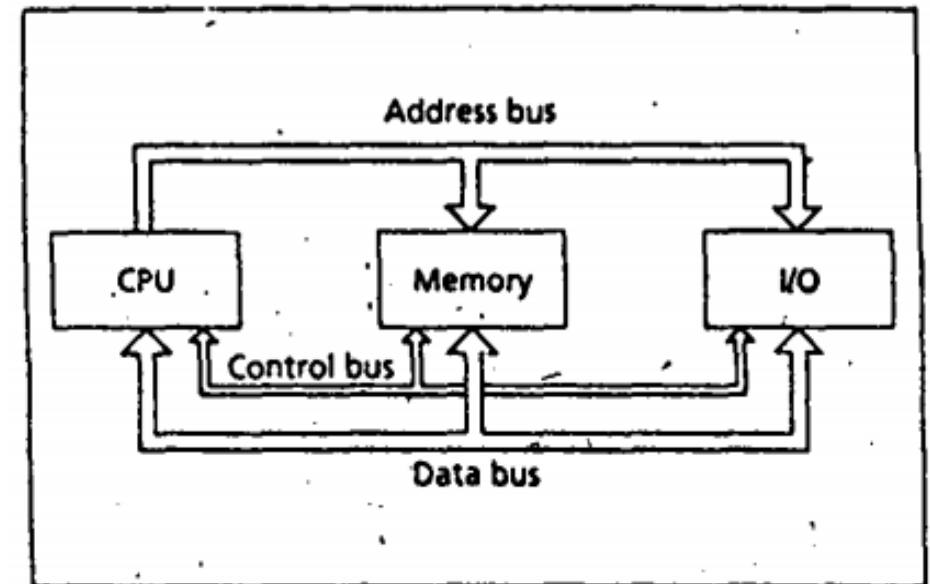 Address bus
CPU
Memory
I/O
Control bus
Data bus